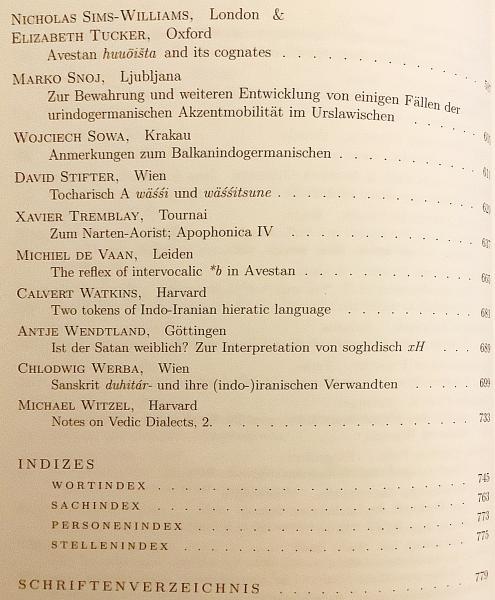 NICHOLAS SIMS-WILLIAMS, London &
ELIZABETH TUCKER, Oxford
Avestan huuōišta and its cognates . . . . . . . . . . .
MARKO SNOJ, Ljubljana
Zur Bewahrung und weiteren Entwicklung von einigen Fällen der
urindogermanischen Akzentmobilität im Urslawischen . . . . .
WOJCIECH SOWA, Krakau
Anmerkungen zum Balkanindogermanischen . . . . . . . . 611
DAVID STIFTER, Wien
Tocharisch A wäśśi und wäśśitsune . . . . . . . . . . . 629
XAVIER TREMBLAY, Tournai
Zum Narten-Aorist; Apophonica IV . . . . . . . . . . 637
MICHIEL DE VAAN, Leiden
The reflex of intervocalic *b in Avestan . . . . . . . . . . 667
CALVERT WATKINS, Harvard
Two tokens of Indo-Iranian hieratic language . . . . . . . 681
ANTJE WENDTLAND, Göttingen
Ist der Satan weiblich? Zur Interpretation von soghdisch xH . . . 689
CHLODWIG WERBA, Wien
Sanskrit duhitár- und ihre (indo-)iranischen Verwandten . . . . . 699
MICHAEL WITZEL, Harvard
Notes on Vedic Dialects, 2. . . . . . . . . . . . . . . 733
INDIZES
WORTINDEX . . . . . . . . . . . . . . . . . 745
SACHINDEX . . . . . . . . . . . . . . . . . 763
PERSONENINDEX . . . . . . . . . . . . . . . 773
STELLENINDEX . . . . . . . . . . . . . . . . 775
SCHRIFTENVERZEICHNIS . . . . . . . . . . . 779